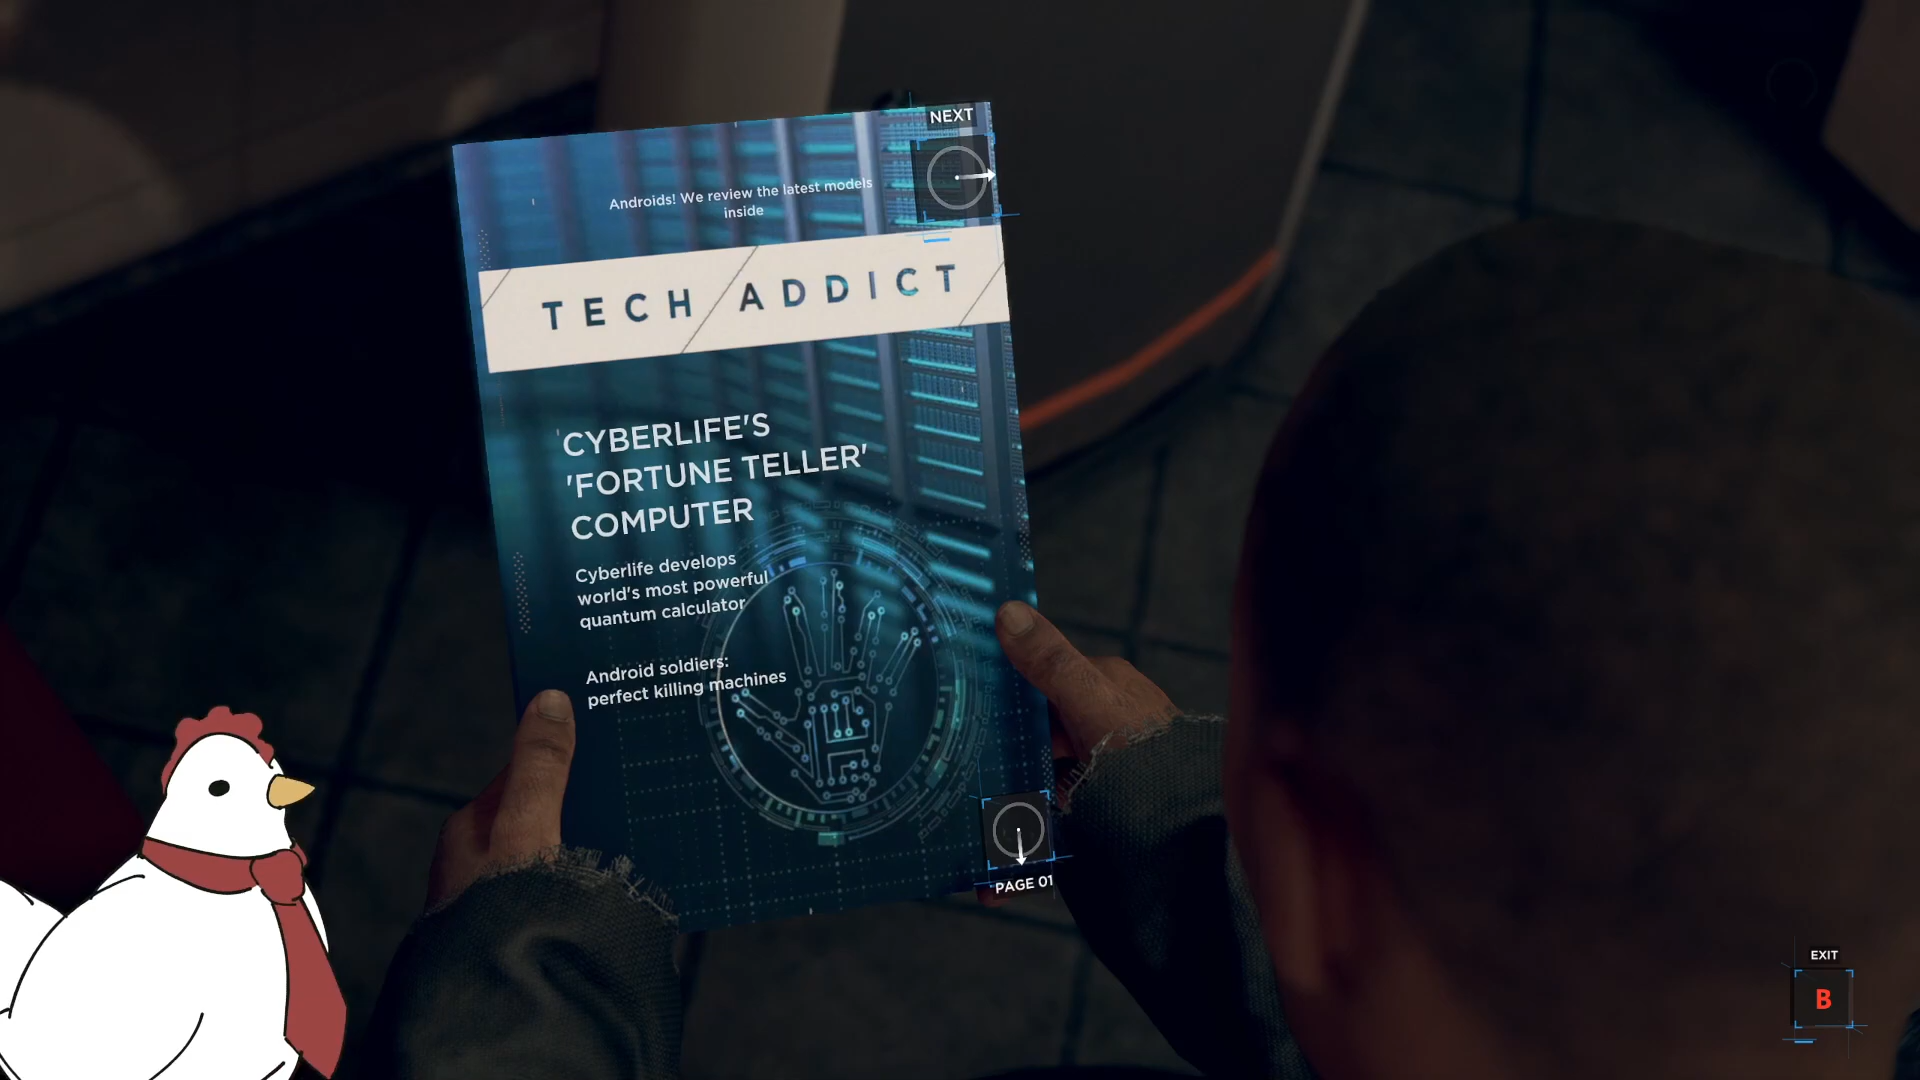 NEXT
Androids! We review the latest models
inside
TECH ADDICT
CYBERLIFE'S
'FORTUNE TELLER'
COMPUTER
Cyberlife develops
world's most powerful
quantum calculator
Android soldiers:
perfect killing machines
PAGE 01
EXIT
B